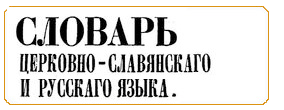 СЛОВАРЬ
ЦЕРКОВНО-СЛАВЯНСКАГО
И РУССКАГО ЯЗЫКА.